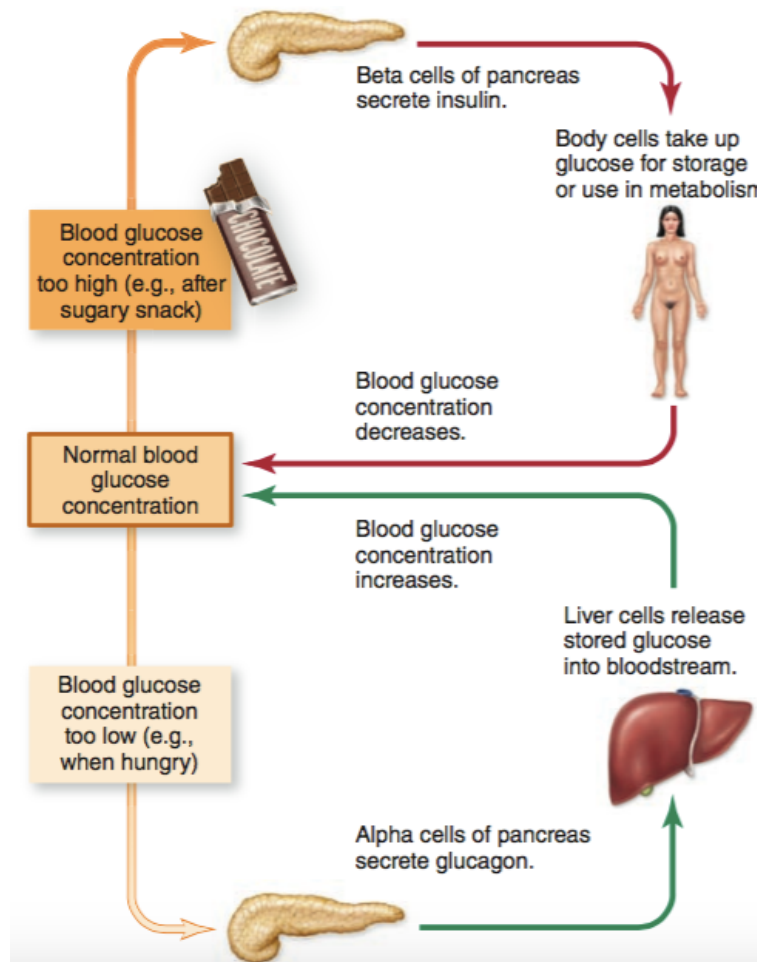 Beta cells of pancreas
secrete insulin.
Body cells take up
glucose for storage
or use in metabolism
CHOCOLATE
Blood glucose
concentration
too high (e.g., after
sugary snack)
Blood glucose
concentration
decreases.
Normal blood
glucose
concentration
Blood glucose
concentration
increases.
Liver cells release
stored glucose
into bloodstream.
Blood glucose
concentration
too low (e.g.,
when hungry)
Alpha cells of pancreas
secrete glucagon.